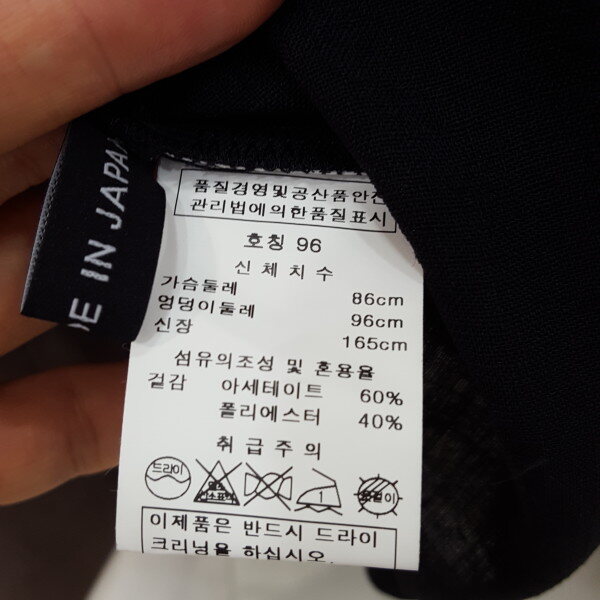 DE IN JAPAN
품질경영및공산품안전
관리법에의한품질표시
호칭 96
신체치수
가슴둘레 86cm
엉덩이둘레 96cm
신장 165cm
섬유의조성 및 혼용율
겉감 아세테이트 60%
폴리에스터 40%
취급주의
드라이
1
이제품은 반드시 드라이
크리닝을 하십시오.